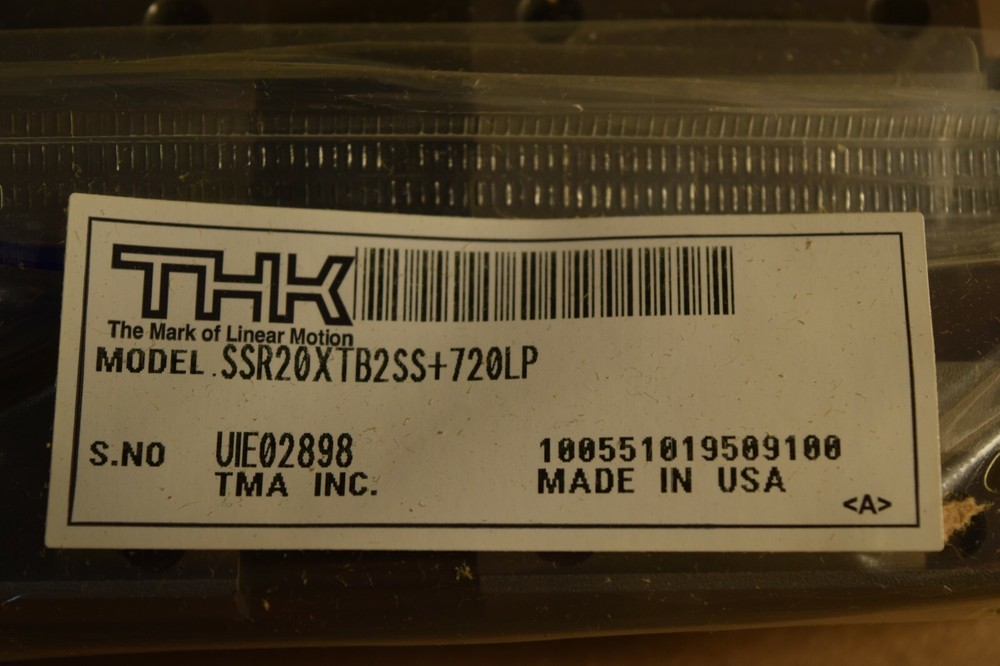 THK
The Mark of Linear Motion
MODEL.SSR20XTB2SS+720LP
S.NO UIE02898 100551019509100
TMA INC. MADE IN USA
<A>